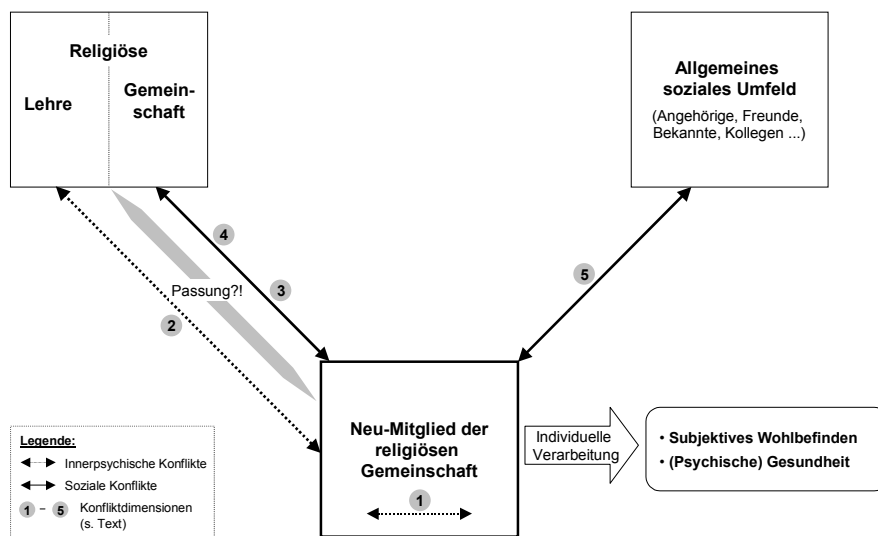 Religiöse
Lehre
Gemein-
schaft
Allgemeines
soziales Umfeld
(Angehörige, Freunde,
Bekannte, Kollegen ...)
4
3
Passung?!
2
5
Neu-Mitglied der
religiösen
Gemeinschaft
1
Individuelle
Verarbeitung
• Subjektives Wohlbefinden
• (Psychische) Gesundheit
Legende:
Innerpsychische Konflikte
Soziale Konflikte
1 – 5 Konfliktdimensionen
(s. Text)